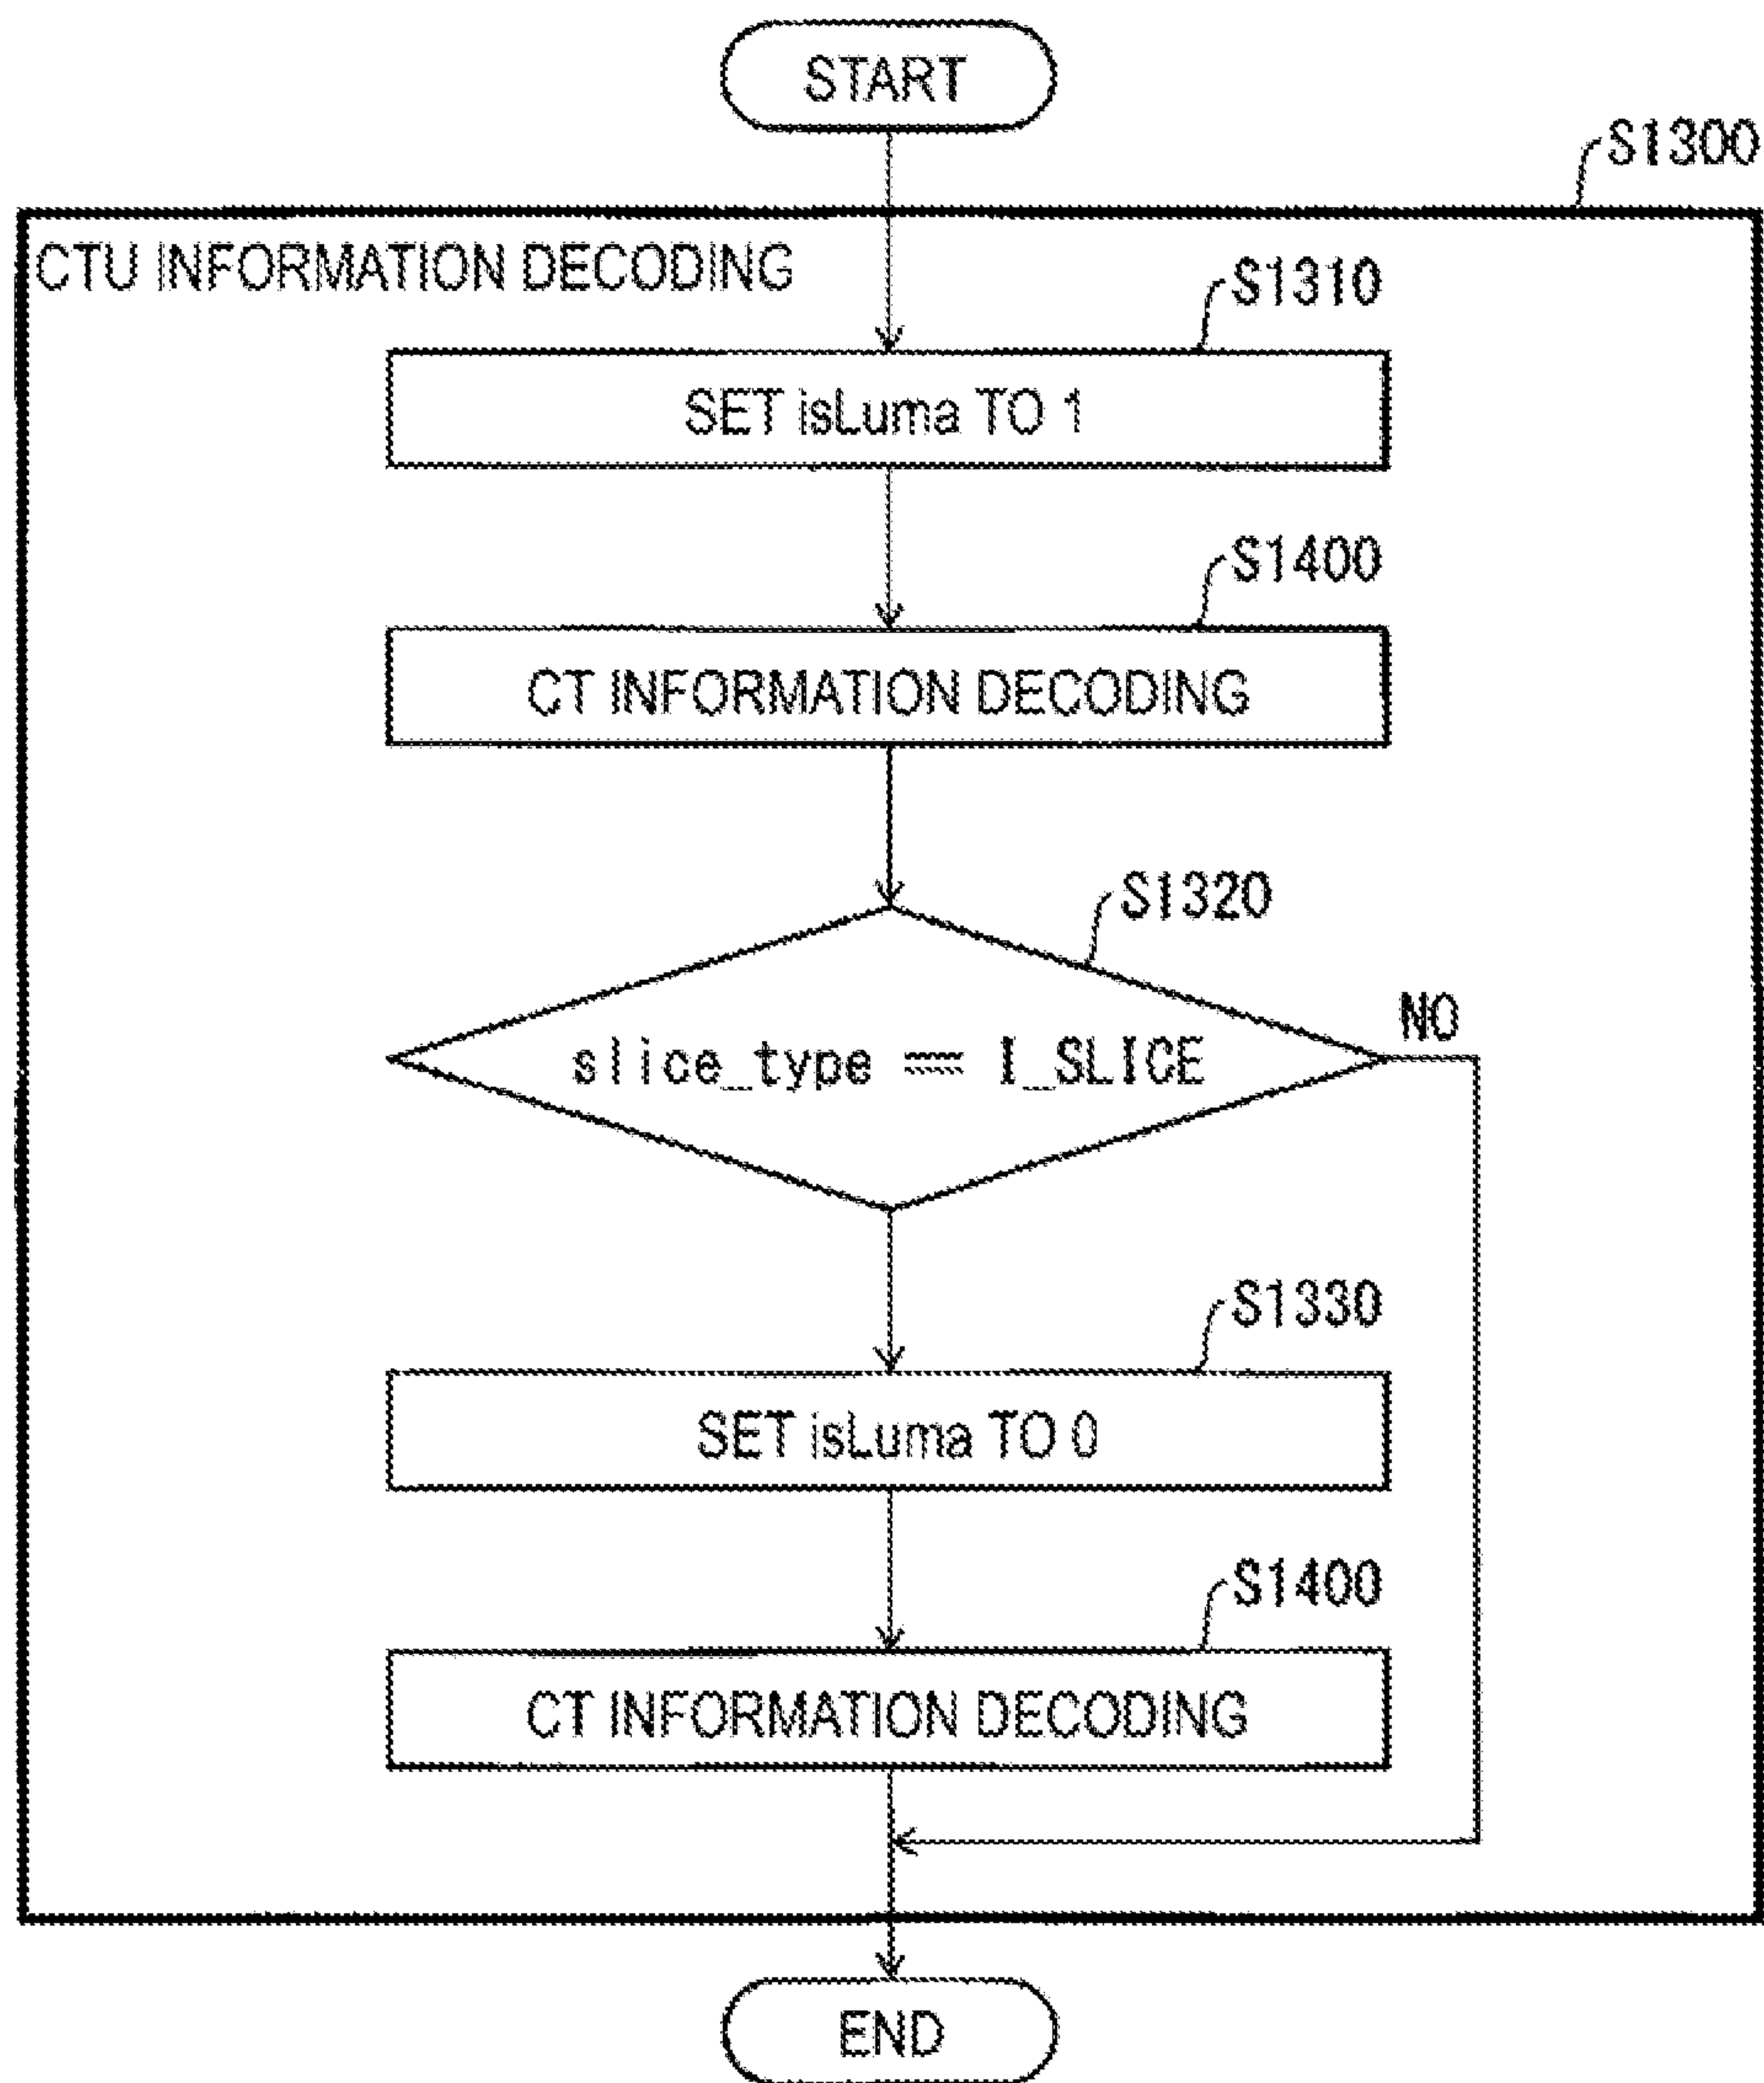 START
S1300
CTU INFORMATION DECODING
S1310
SET isLuma TO 1
S1400
CT INFORMATION DECODING
S1320
slice_type == I_SLICE
NO
S1330
SET isLuma TO 0
S1400
CT INFORMATION DECODING
END